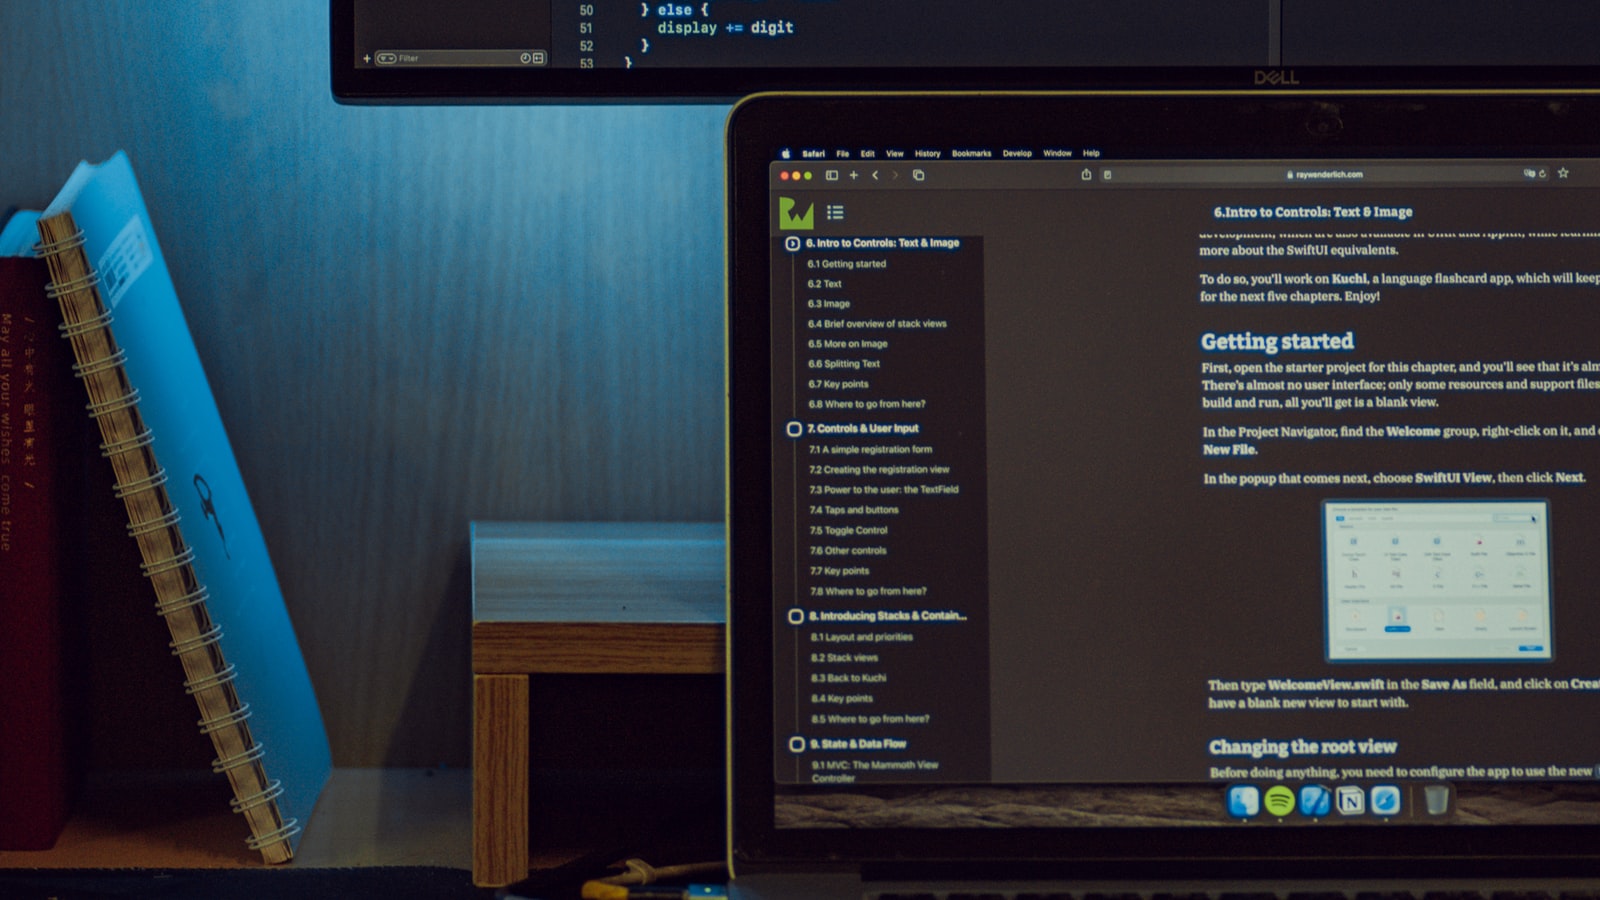 50 } else {
51 display += digit
52 }
53 }
Filter
DELL
Safari File Edit View History Bookmarks Develop Window Help
raywenderlich.com
6.Intro to Controls: Text & Image
6. Intro to Controls: Text & Image
6.1 Getting started
6.2 Text
6.3 Image
6.4 Brief overview of stack views
6.5 More on Image
6.6 Splitting Text
6.7 Key points
6.8 Where to go from here?
7. Controls & User Input
7.1 A simple registration form
7.2 Creating the registration view
7.3 Power to the user: the TextField
7.4 Taps and buttons
7.5 Toggle Control
7.6 Other controls
7.7 Key points
7.8 Where to go from here?
8. Introducing Stacks & Contain...
8.1 Layout and priorities
8.2 Stack views
8.3 Back to Kuchi
8.4 Key points
8.5 Where to go from here?
9. State & Data Flow
9.1 MVC: The Mammoth View
Controller
more about the SwiftUI equivalents.
To do so, you'll work on Kuchi, a language flashcard app, which will keep
for the next five chapters. Enjoy!
Getting started
First, open the starter project for this chapter, and you'll see that it's
There's almost no user interface; only some resources and support files
build and run, all you'll get is a blank view.
In the Project Navigator, find the Welcome group, right-click on it, and
New File.
In the popup that comes next, choose SwiftUI View, then click Next.
Then type WelcomeView.swift in the Save As field, and click on
have a blank new view to start with.
Changing the root view
Before doing anything, you need to configure the app to use the new
May all your wishes come true